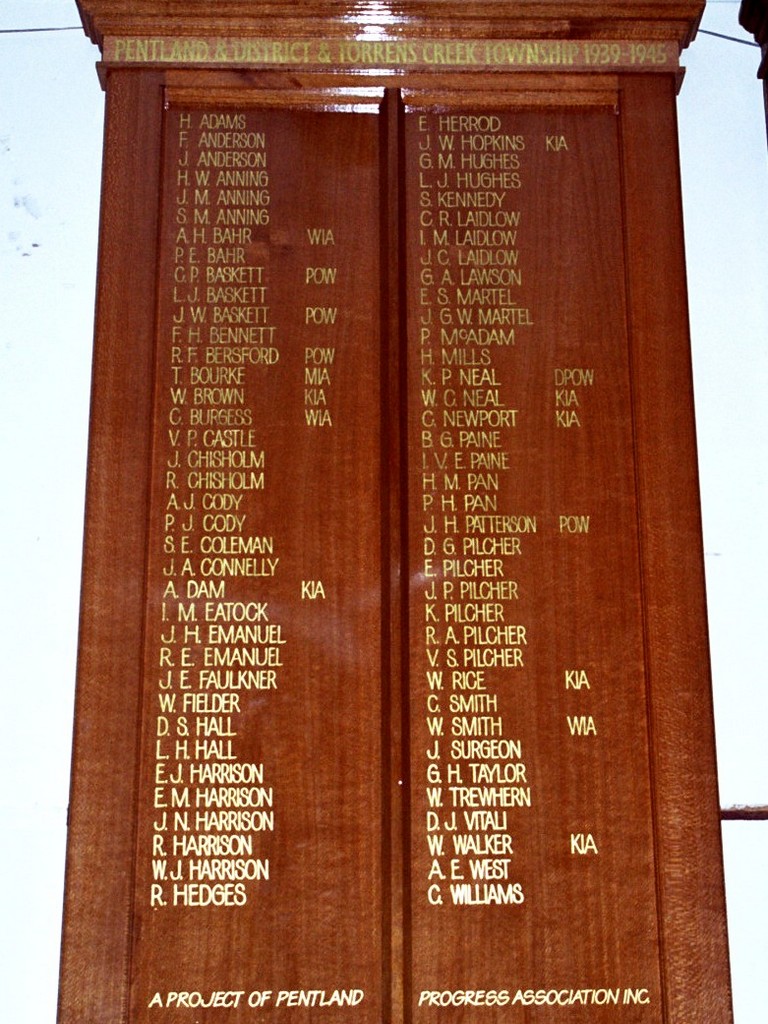 PENTLAND & DISTRICT & TORRENS CREEK TOWNSHIP 1939-1945
H. ADAMS
F. ANDERSON
J. ANDERSON
H. W. ANNING
J. M. ANNING
S. M. ANNING
A. H. BAHR WIA
P. E. BAHR
G. P. BASKETT POW
L. J. BASKETT
J. W. BASKETT POW
F. H. BENNETT
R. F. BERSFORD POW
T. BOURKE MIA
W. BROWN KIA
C. BURGESS WIA
V. P. CASTLE
J. CHISHOLM
R. CHISHOLM
A. J. CODY
P. J. CODY
S. E. COLEMAN
J. A. CONNELLY
A. DAM KIA
I. M. EATOCK
J. H. EMANUEL
R. E. EMANUEL
J. E. FAULKNER
W. FIELDER
D. S. HALL
L. H. HALL
E. J. HARRISON
E. M. HARRISON
J. N. HARRISON
R. HARRISON
W. J. HARRISON
R. HEDGES
E. HERROD
J. W. HOPKINS KIA
G. M. HUGHES
L. J. HUGHES
S. KENNEDY
C. R. LAIDLOW
I. M. LAIDLOW
J. C. LAIDLOW
G. A. LAWSON
E. S. MARTEL
J. G. W. MARTEL
P. McADAM
H. MILLS
K. P. NEAL DPOW
W. C. NEAL KIA
C. NEWPORT KIA
B. G. PAINE
I. V. E. PAINE
H. M. PAN
P. H. PAN
J. H. PATTERSON POW
D. G. PILCHER
E. PILCHER
J. P. PILCHER
K. PILCHER
R. A. PILCHER
V. S. PILCHER
W. RICE KIA
C. SMITH
W. SMITH WIA
J. SURGEON
G. H. TAYLOR
W. TREWHERN
D. J. VITALI
W. WALKER KIA
A. E. WEST
C. WILLIAMS
A PROJECT OF PENTLAND PROGRESS ASSOCIATION INC.